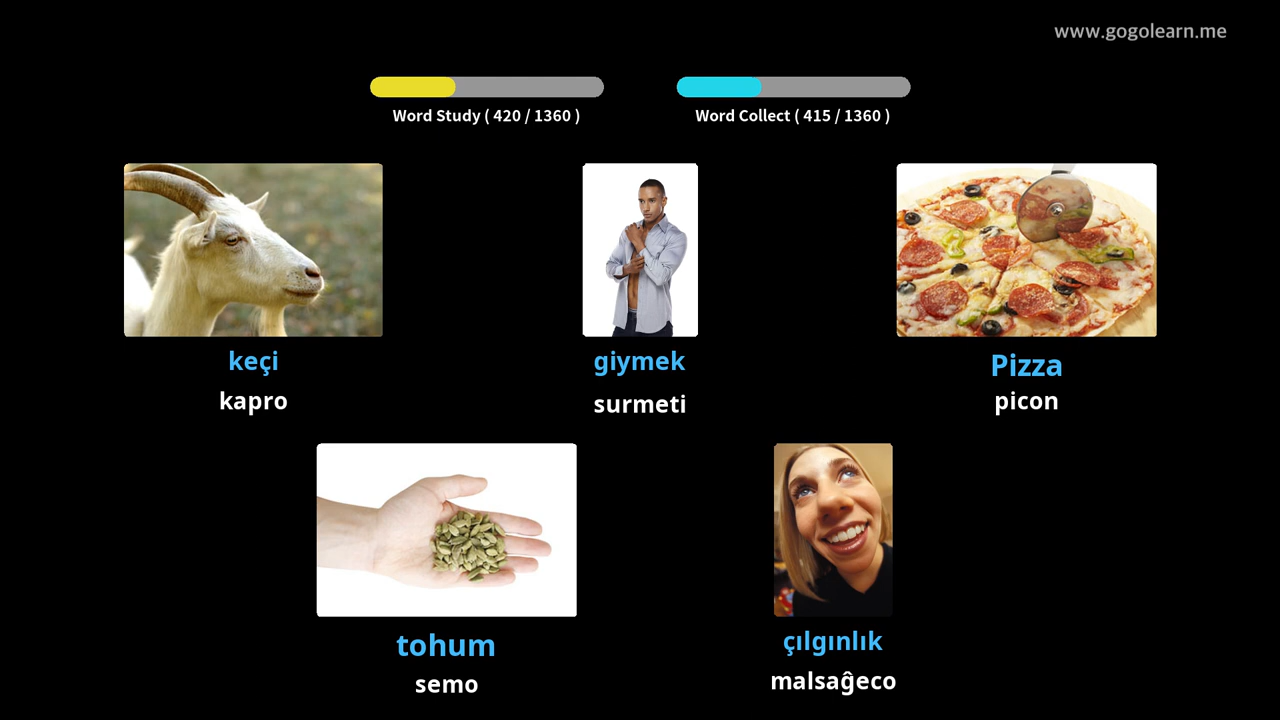 www.gogolearn.me
Word Study ( 420 / 1360 )
Word Collect ( 415 / 1360 )
keçi
kapro
giymek
surmeti
Pizza
picon
tohum
semo
çılgınlık
malsaĝeco